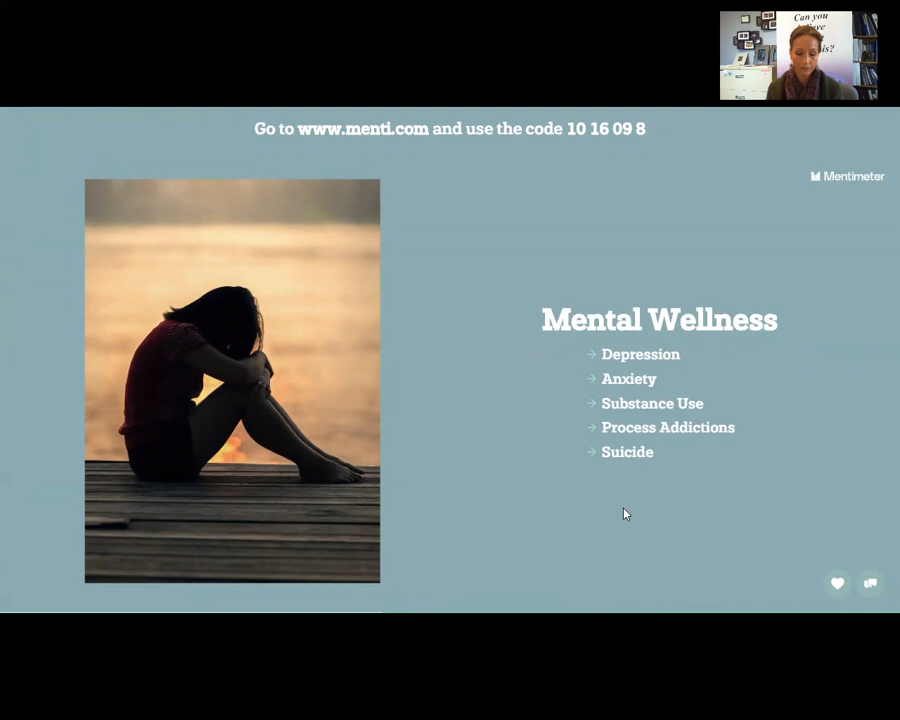 Can you
this?
Go to www.menti.com and use the code 10 16 09 8
Mentimeter
Mental Wellness
Depression
Anxiety
Substance Use
Process Addictions
Suicide